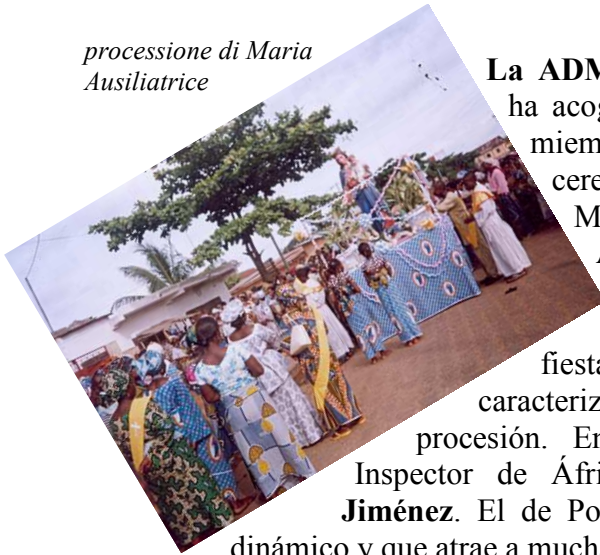 processione di Maria
Ausiliatrice
La ADM
ha acog
miem
cere
M
fiesta
caracteriz
procesión. En
Inspector de Áfri
Jiménez. El de Po
dinámico y que atrae a much